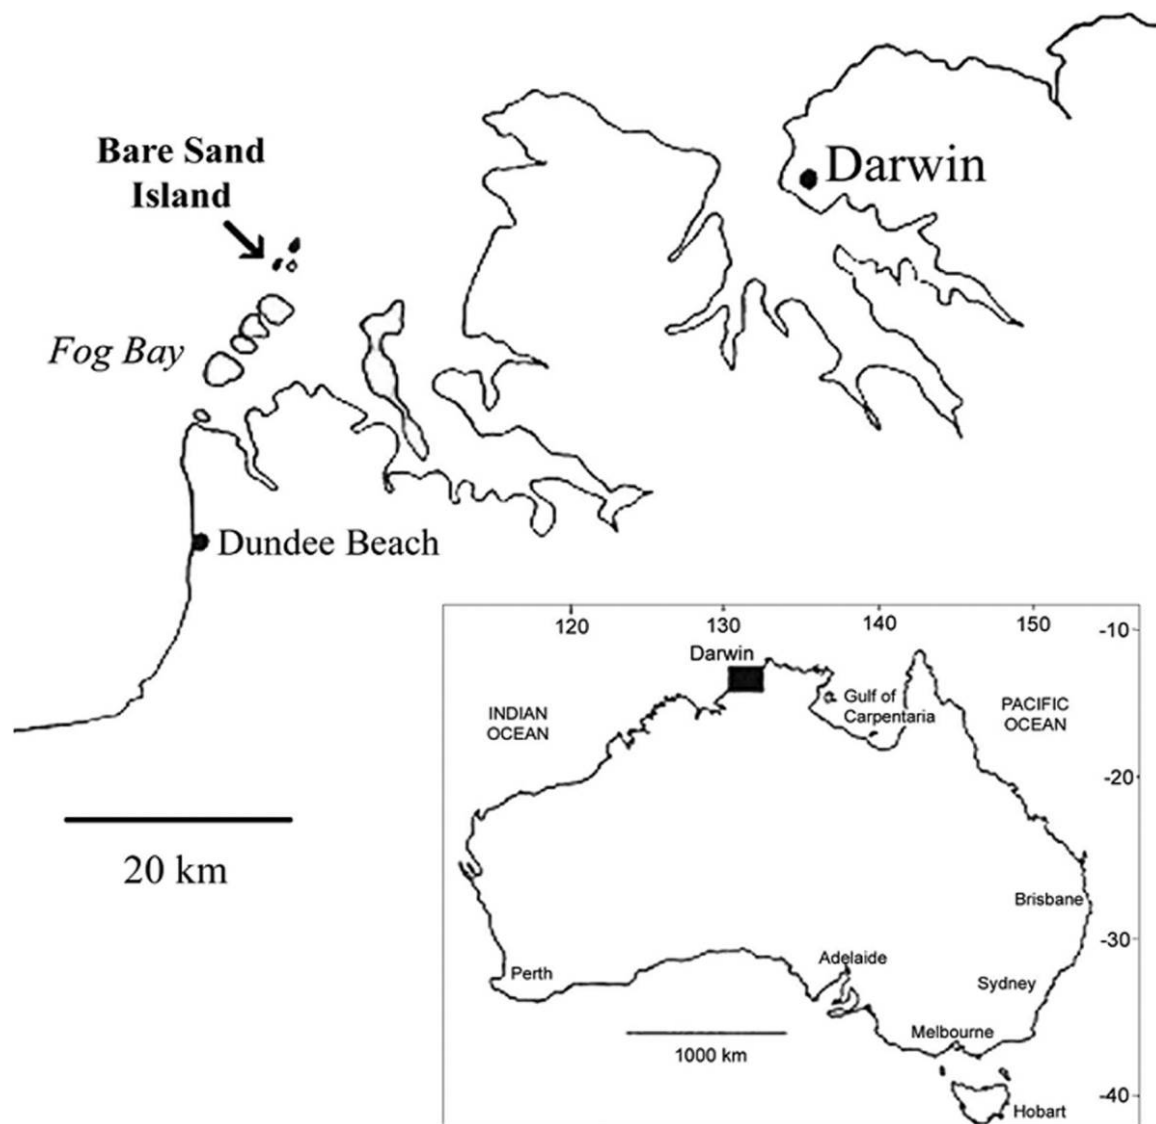 Bare Sand
Island
Darwin
Fog Bay
Dundee Beach
20 km
120
130
140
150
-10
Darwin
Gulf of
Carpentaria
INDIAN
OCEAN
PACIFIC
OCEAN
-20
Brisbane
-30
Perth
Adelaide
Sydney
Melbourne
1000 km
-40
Hobart